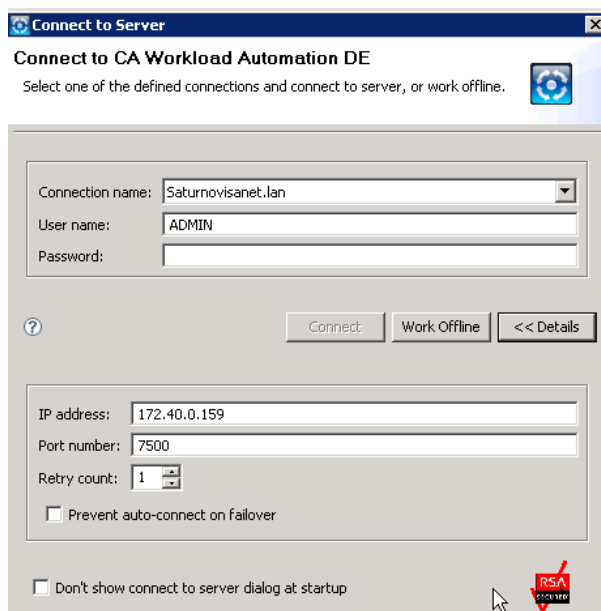 Connect to Server
Connect to CA Workload Automation DE
Select one of the defined connections and connect to server, or work offline.
Connection name: Saturnovisanet.lan
User name: ADMIN
Password:
Connect Work Offline << Details
IP address: 172.40.0.159
Port number: 7500
Retry count: 1
Prevent auto-connect on failover
Don't show connect to server dialog at startup
RSA
SECURED